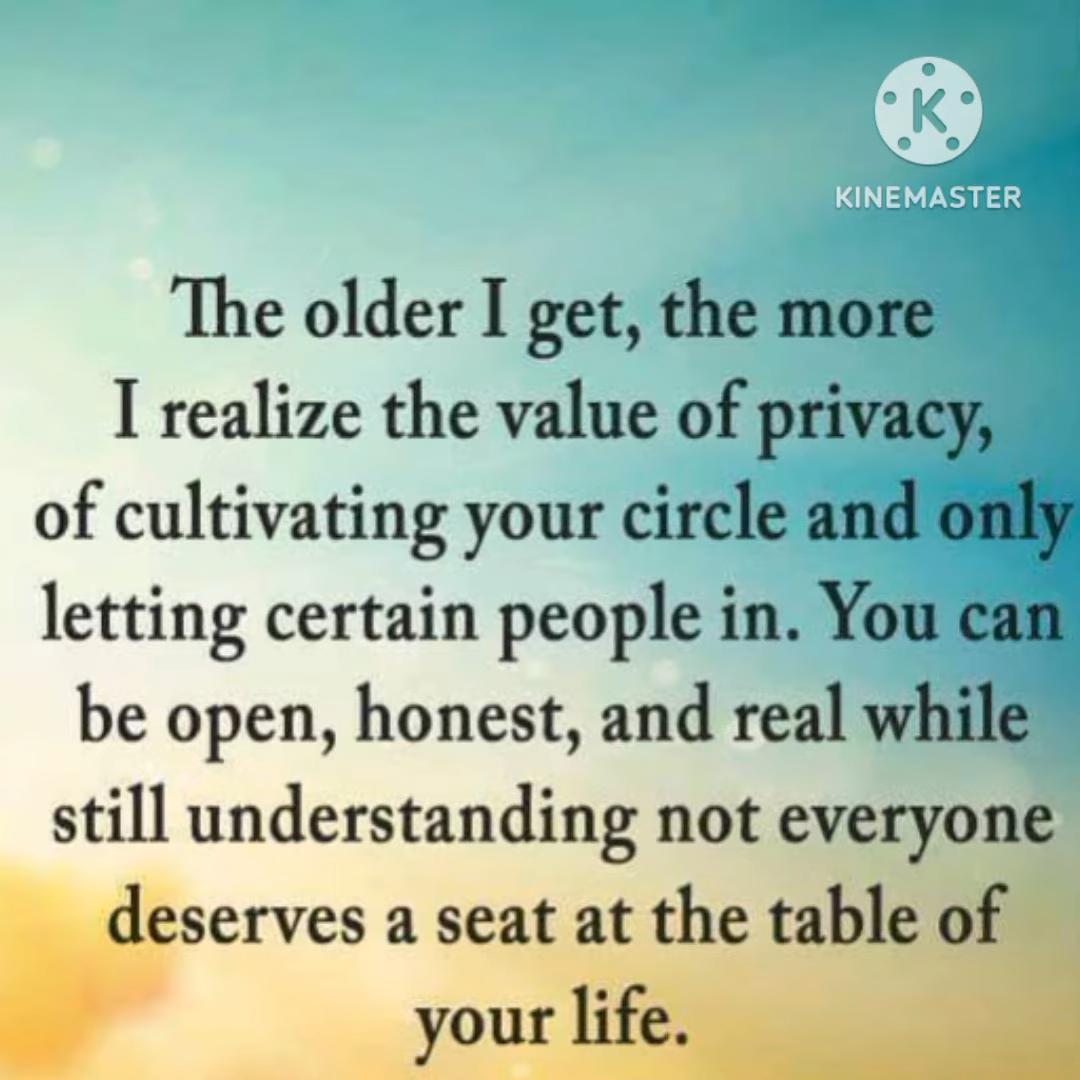 K
KINEMASTER
The older I get, the more
I realize the value of privacy,
of cultivating your circle and only
letting certain people in. You can
be open, honest, and real while
still understanding not everyone
deserves a seat at the table of
your life.